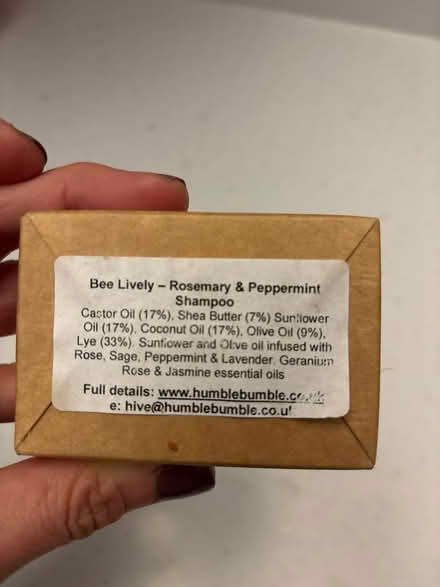 Bee Lively – Rosemary & Peppermint
Shampoo
Castor Oil (17%), Shea Butter (7%) Sunflower
Oil (17%), Coconut Oil (17%), Olive Oil (9%),
Lye (33%). Sunflower and Olive oil infused with
Rose, Sage, Peppermint & Lavender. Geranium
Rose & Jasmine essential oils
Full details: www.humblebumble.co.uk
e: hive@humblebumble.co.uk